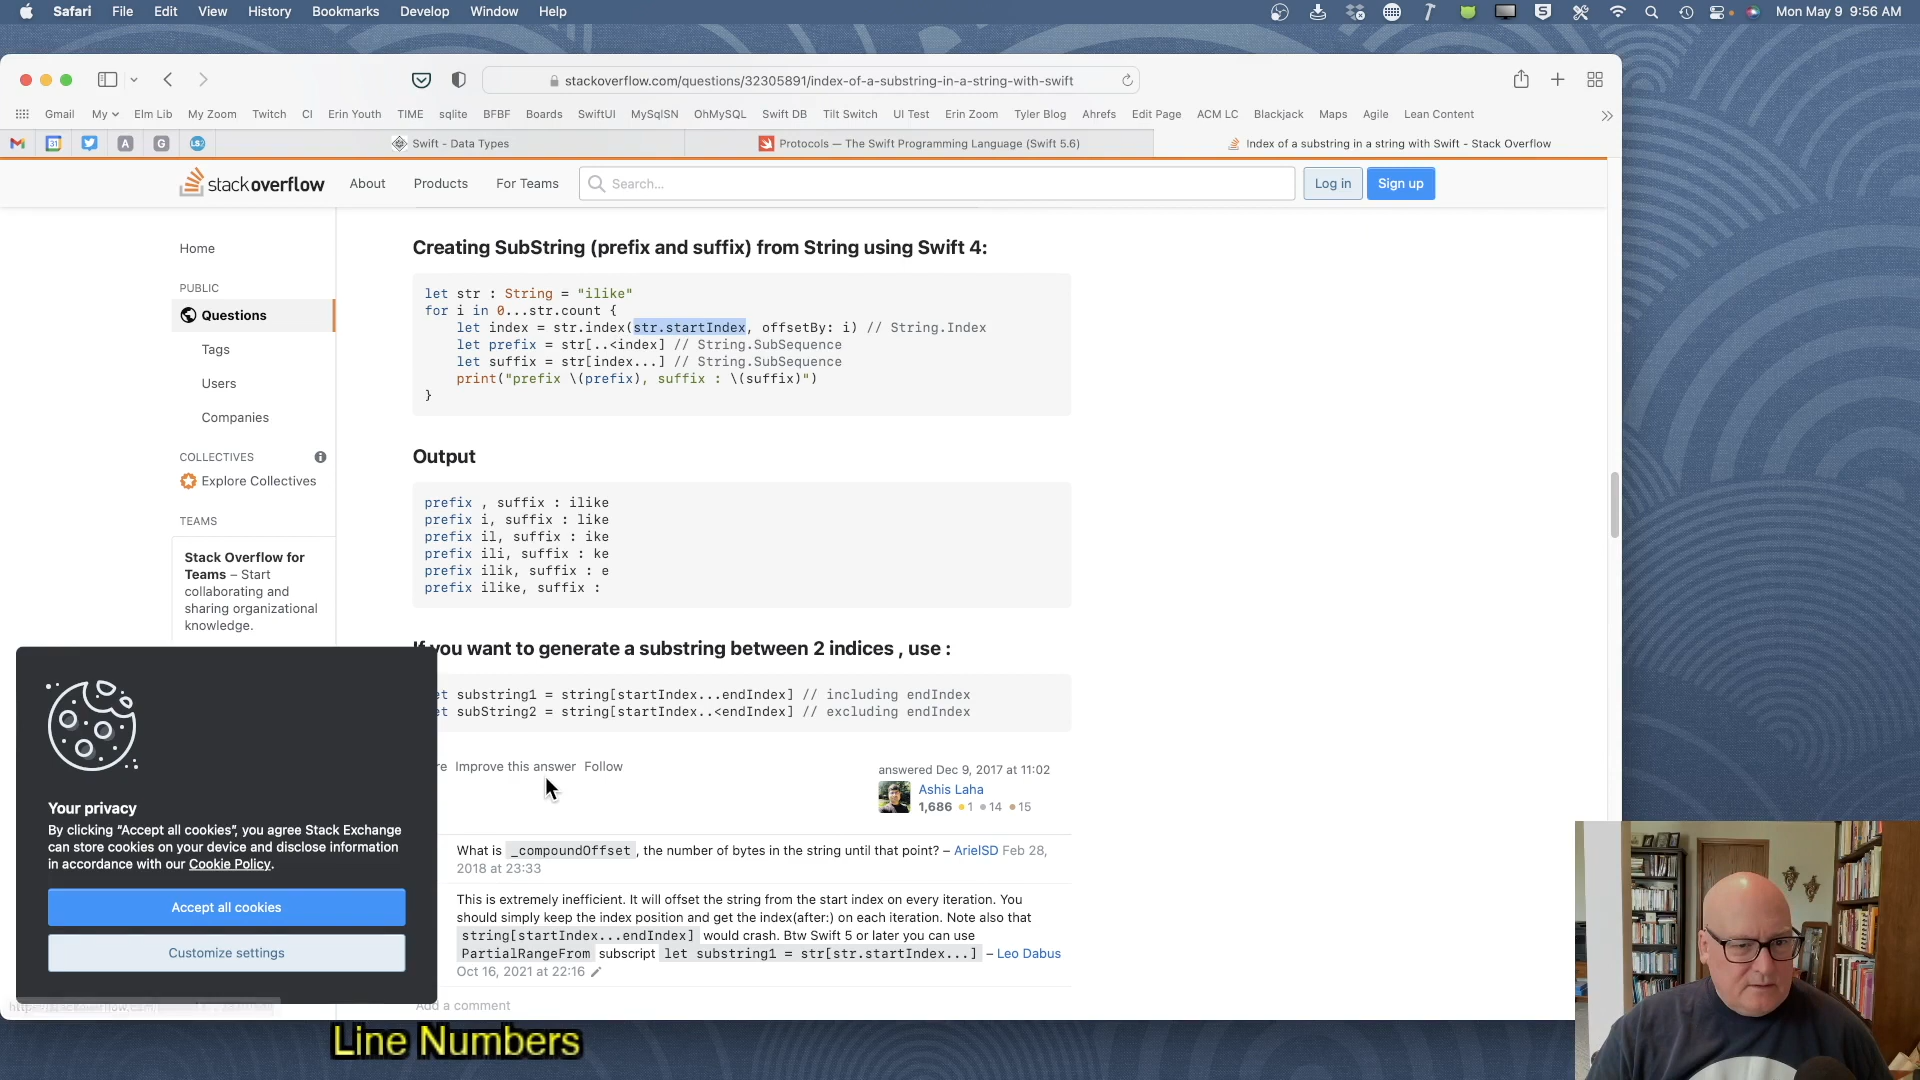 Safari File Edit View History Bookmarks Develop Window Help Mon May 9 9:56 AM
stackoverflow.com/questions/32305891/index-of-a-substring-in-a-string-with-swift
Gmail My Elm Lib My Zoom Twitch CI Erin Youth TIME sqlite BFBF Boards SwiftUI MySqlSN OhMySQL Swift DB Tilt Switch UI Test Erin Zoom Tyler Blog Ahrefs Edit Page ACM LC Blackjack Maps Agile Lean Content
A G Swift - Data Types Protocols — The Swift Programming Language (Swift 5.6) Index of a substring in a string with Swift - Stack Overflow
stackoverflow About Products For Teams Search... Log in Sign up
Home
PUBLIC
Questions
Tags
Users
Companies
COLLECTIVES
Explore Collectives
TEAMS
Stack Overflow for
Teams – Start
collaborating and
sharing organizational
knowledge.
Creating SubString (prefix and suffix) from String using Swift 4:
let str : String = "ilike"
for i in 0...str.count {
let index = str.index(str.startIndex, offsetBy: i) // String.Index
let prefix = str[..<index] // String.SubSequence
let suffix = str[index...] // String.SubSequence
print("prefix \(prefix), suffix : \(suffix)")
}
Output
prefix , suffix : ilike
prefix i, suffix : like
prefix il, suffix : ike
prefix ili, suffix : ke
prefix ilik, suffix : e
prefix ilike, suffix :
If you want to generate a substring between 2 indices , use :
et substring1 = string[startIndex...endIndex] // including endIndex
et subString2 = string[startIndex..<endIndex] // excluding endIndex
re Improve this answer Follow
answered Dec 9, 2017 at 11:02
Ashis Laha
1,686 1 14 15
What is _compoundOffset , the number of bytes in the string until that point? – ArielSD Feb 28,
2018 at 23:33
This is extremely inefficient. It will offset the string from the start index on every iteration. You
should simply keep the index position and get the index(after:) on each iteration. Note also that
string[startIndex...endIndex] would crash. Btw Swift 5 or later you can use
PartialRangeFrom subscript let substring1 = str[str.startIndex...] – Leo Dabus
Oct 16, 2021 at 22:16
Add a comment
Your privacy
By clicking “Accept all cookies”, you agree Stack Exchange
can store cookies on your device and disclose information
in accordance with our Cookie Policy.
Accept all cookies
Customize settings
Line Numbers